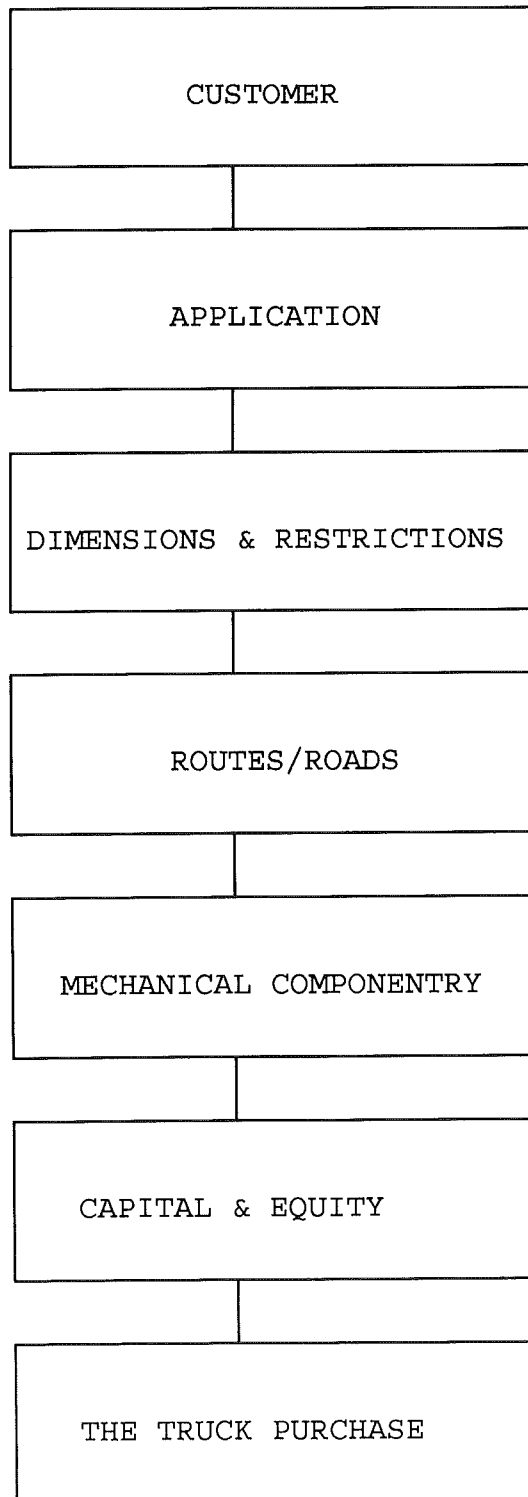 CUSTOMER
APPLICATION
DIMENSIONS & RESTRICTIONS
ROUTES/ROADS
MECHANICAL COMPONENTRY
CAPITAL & EQUITY
THE TRUCK PURCHASE